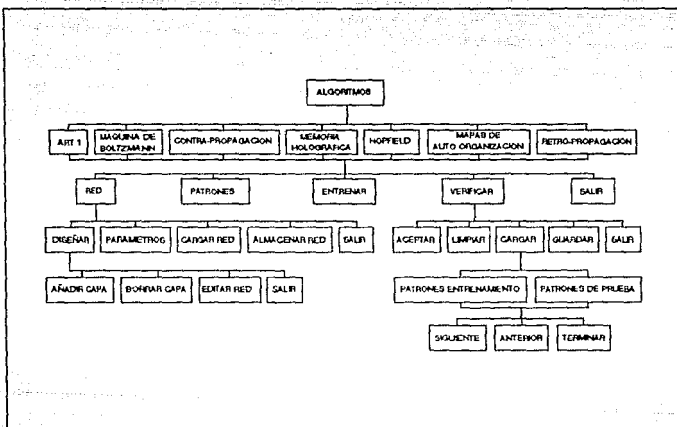 ALGORITMOS
ART 1
MAQUINA DE
BOLTZMANN
CONTRA-PROPAGACION
MEMORIA
HOLOGRAFICA
HOPFIELD
MAPAS DE
AUTO ORGANIZACION
RETRO-PROPAGACION
RED
PATRONES
ENTRENAR
VERIFICAR
SALIR
DISEÑAR
PARAMETROS
CARGAR RED
ALMACENAR RED
SALIR
ACEPTAR
LIMPIAR
CARGAR
GUARDAR
SALIR
AÑADIR CAPA
BORRAR CAPA
EDITAR RED
SALIR
PATRONES ENTRENAMIENTO
PATRONES DE PRUEBA
SIGUIENTE
ANTERIOR
TERMINAR